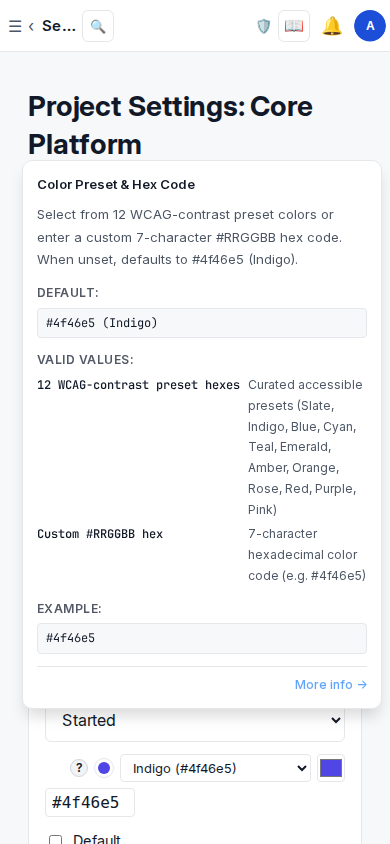 Se...
A
Project Settings: Core
Platform
Color Preset & Hex Code
Select from 12 WCAG-contrast preset colors or
enter a custom 7-character #RRGGBB hex code.
When unset, defaults to #4f46e5 (Indigo).
DEFAULT:
#4f46e5 (Indigo)
VALID VALUES:
12 WCAG-contrast preset hexes
Curated accessible
presets (Slate,
Indigo, Blue, Cyan,
Teal, Emerald,
Amber, Orange,
Rose, Red, Purple,
Pink)
Custom #RRGGBB hex
7-character
hexadecimal color
code (e.g. #4f46e5)
EXAMPLE:
#4f46e5
More info →
Started
?
Indigo (#4f46e5)
#4f46e5
Default